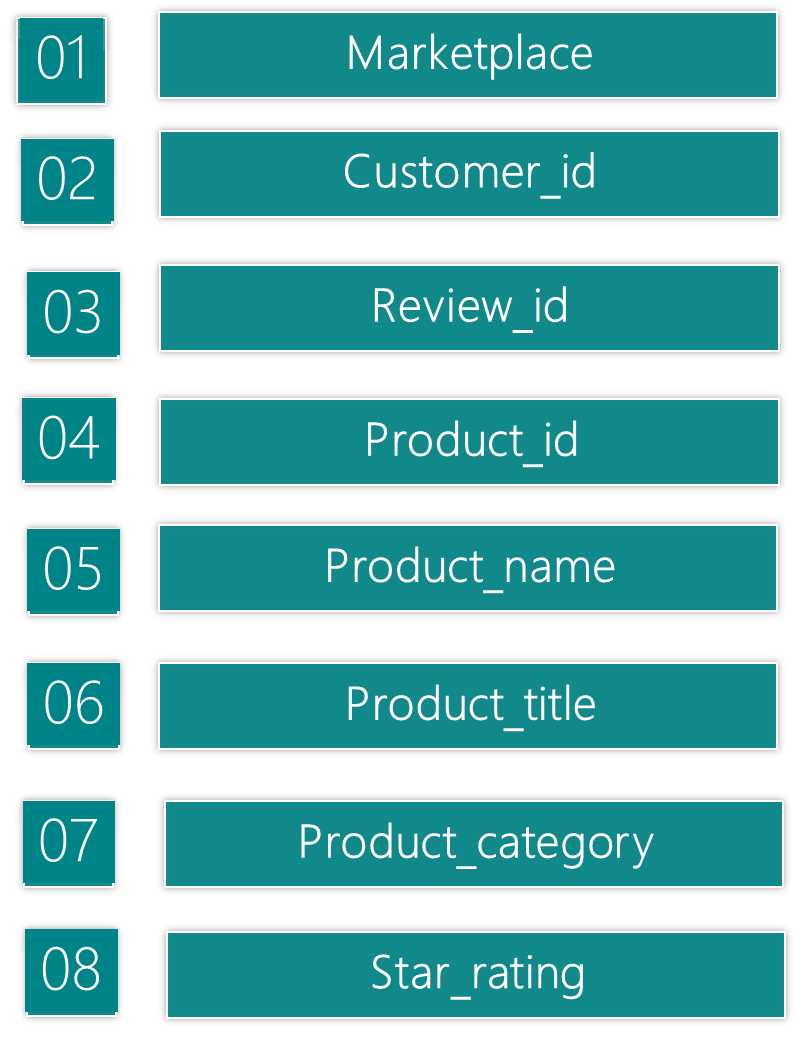 01 Marketplace
02 Customer_id
03 Review_id
04 Product_id
05 Product_name
06 Product_title
07 Product_category
08 Star_rating